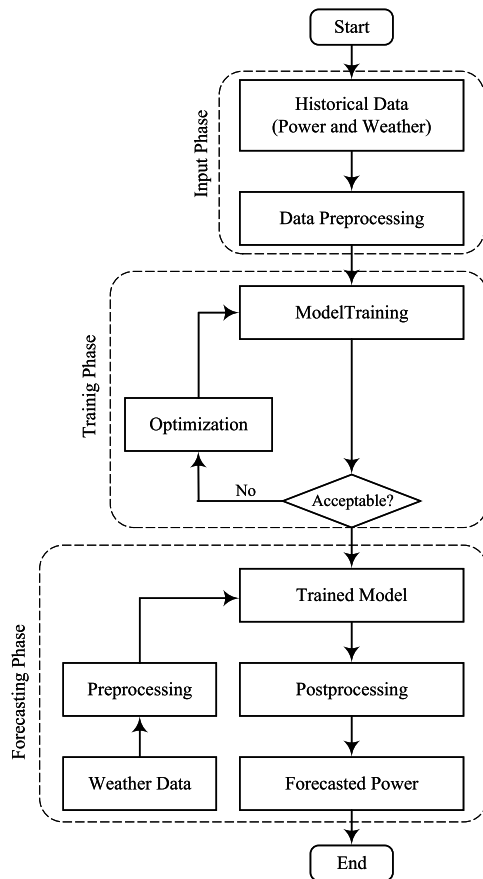 Start
Input Phase
Historical Data
(Power and Weather)
Data Preprocessing
Trainig Phase
ModelTraining
Optimization
No
Acceptable?
Forecasting Phase
Trained Model
Preprocessing
Postprocessing
Weather Data
Forecasted Power
End